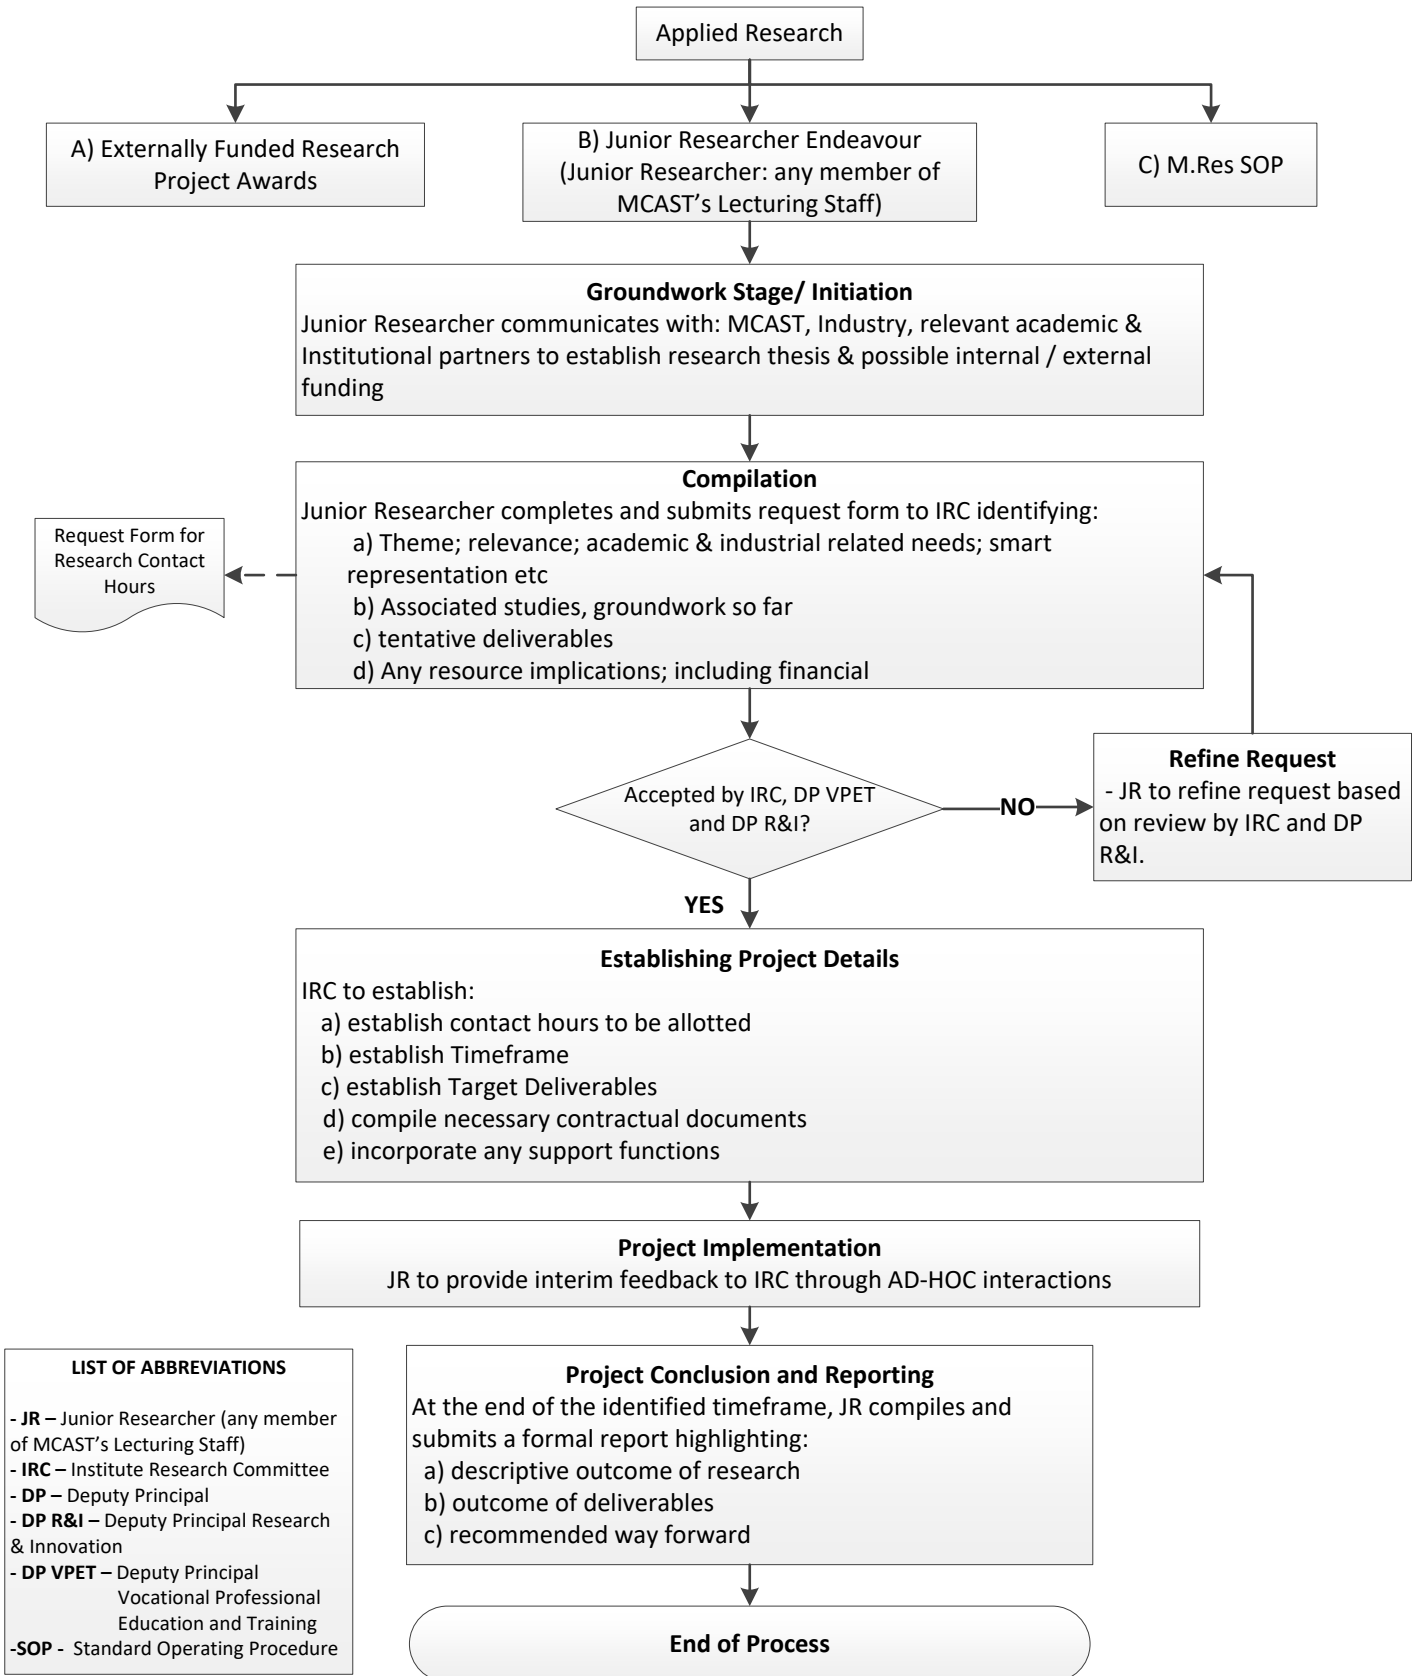 Applied Research
A) Externally Funded Research
Project Awards
B) Junior Researcher Endeavour
(Junior Researcher: any member of
MCAST’s Lecturing Staff)
C) M.Res SOP
Groundwork Stage/ Initiation
Junior Researcher communicates with: MCAST, Industry, relevant academic &
Institutional partners to establish research thesis & possible internal / external
funding
Compilation
Junior Researcher completes and submits request form to IRC identifying:
a) Theme; relevance; academic & industrial related needs; smart
representation etc
b) Associated studies, groundwork so far
c) tentative deliverables
d) Any resource implications; including financial
Request Form for
Research Contact
Hours
Accepted by IRC, DP VPET
and DP R&I?
NO
Refine Request
- JR to refine request based
on review by IRC and DP
R&I.
YES
Establishing Project Details
IRC to establish:
a) establish contact hours to be allotted
b) establish Timeframe
c) establish Target Deliverables
d) compile necessary contractual documents
e) incorporate any support functions
Project Implementation
JR to provide interim feedback to IRC through AD-HOC interactions
Project Conclusion and Reporting
At the end of the identified timeframe, JR compiles and
submits a formal report highlighting:
a) descriptive outcome of research
b) outcome of deliverables
c) recommended way forward
End of Process
LIST OF ABBREVIATIONS
- JR – Junior Researcher (any member
of MCAST’s Lecturing Staff)
- IRC – Institute Research Committee
- DP – Deputy Principal
- DP R&I – Deputy Principal Research
& Innovation
- DP VPET – Deputy Principal
Vocational Professional
Education and Training
-SOP - Standard Operating Procedure